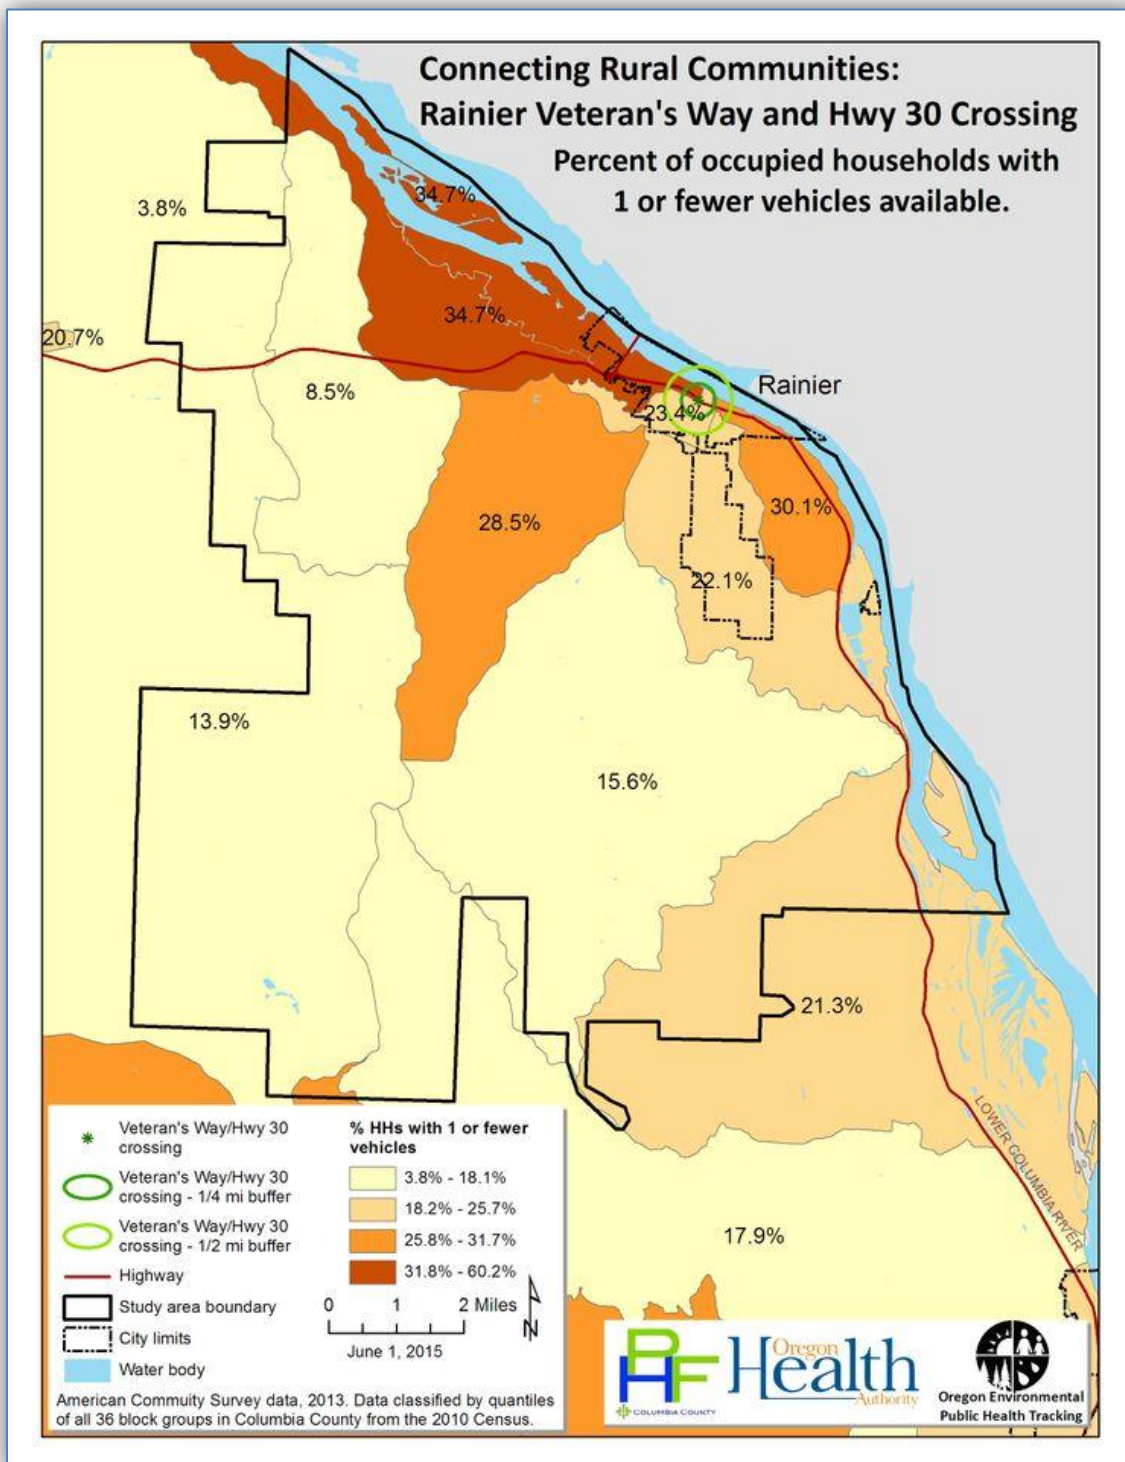 Connecting Rural Communities:
Rainier Veteran's Way and Hwy 30 Crossing
Percent of occupied households with
1 or fewer vehicles available.
3.8%
34.7%
34.7%
20.7%
8.5%
Rainier
23.4%
28.5%
30.1%
22.1%
13.9%
15.6%
21.3%
LOWER COLUMBIA RIVER
17.9%
Veteran's Way/Hwy 30
crossing
Veteran's Way/Hwy 30
crossing - 1/4 mi buffer
Veteran's Way/Hwy 30
crossing - 1/2 mi buffer
Highway
Study area boundary
City limits
Water body
% HHs with 1 or fewer
vehicles
3.8% - 18.1%
18.2% - 25.7%
25.8% - 31.7%
31.8% - 60.2%
0 1 2 Miles
N
June 1, 2015
American Commuity Survey data, 2013. Data classified by quantiles
of all 36 block groups in Columbia County from the 2010 Census.
PHF
COLUMBIA COUNTY
Oregon
Health
Authority
Oregon Environmental
Public Health Tracking